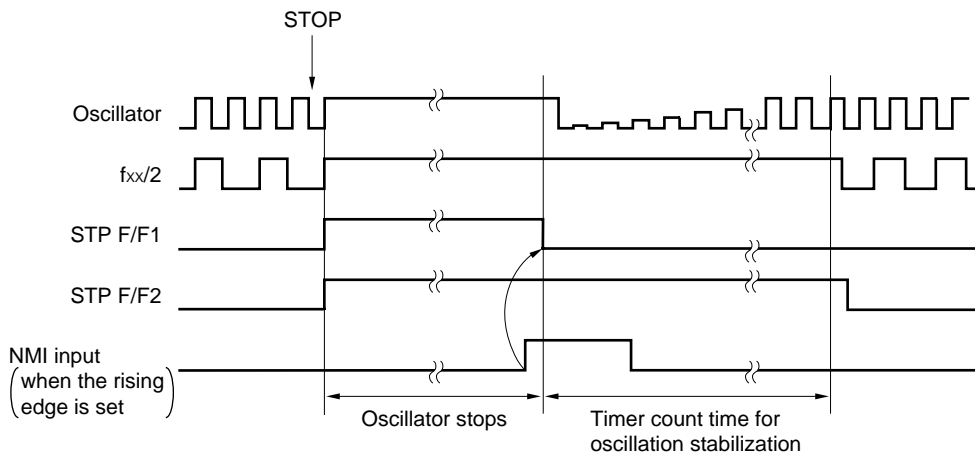 STOP
Oscillator
fxx/2
STP F/F1
STP F/F2
NMI input
(when the rising
edge is set)
Oscillator stops
Timer count time for
oscillation stabilization